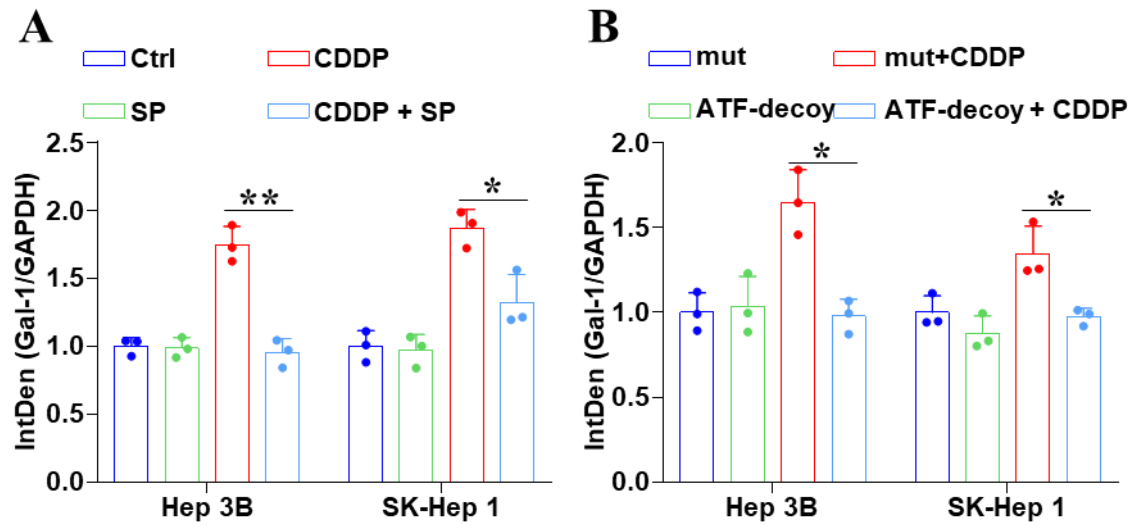 A
Ctrl
CDDP
SP
CDDP + SP
IntDen (Gal-1/GAPDH)
2.5
2.0
1.5
1.0
0.5
0.0
**
*
Hep 3B
SK-Hep 1
B
mut
mut+CDDP
ATF-decoy
ATF-decoy + CDDP
IntDen (Gal-1/GAPDH)
2.0
1.5
1.0
0.5
0.0
*
*
Hep 3B
SK-Hep 1